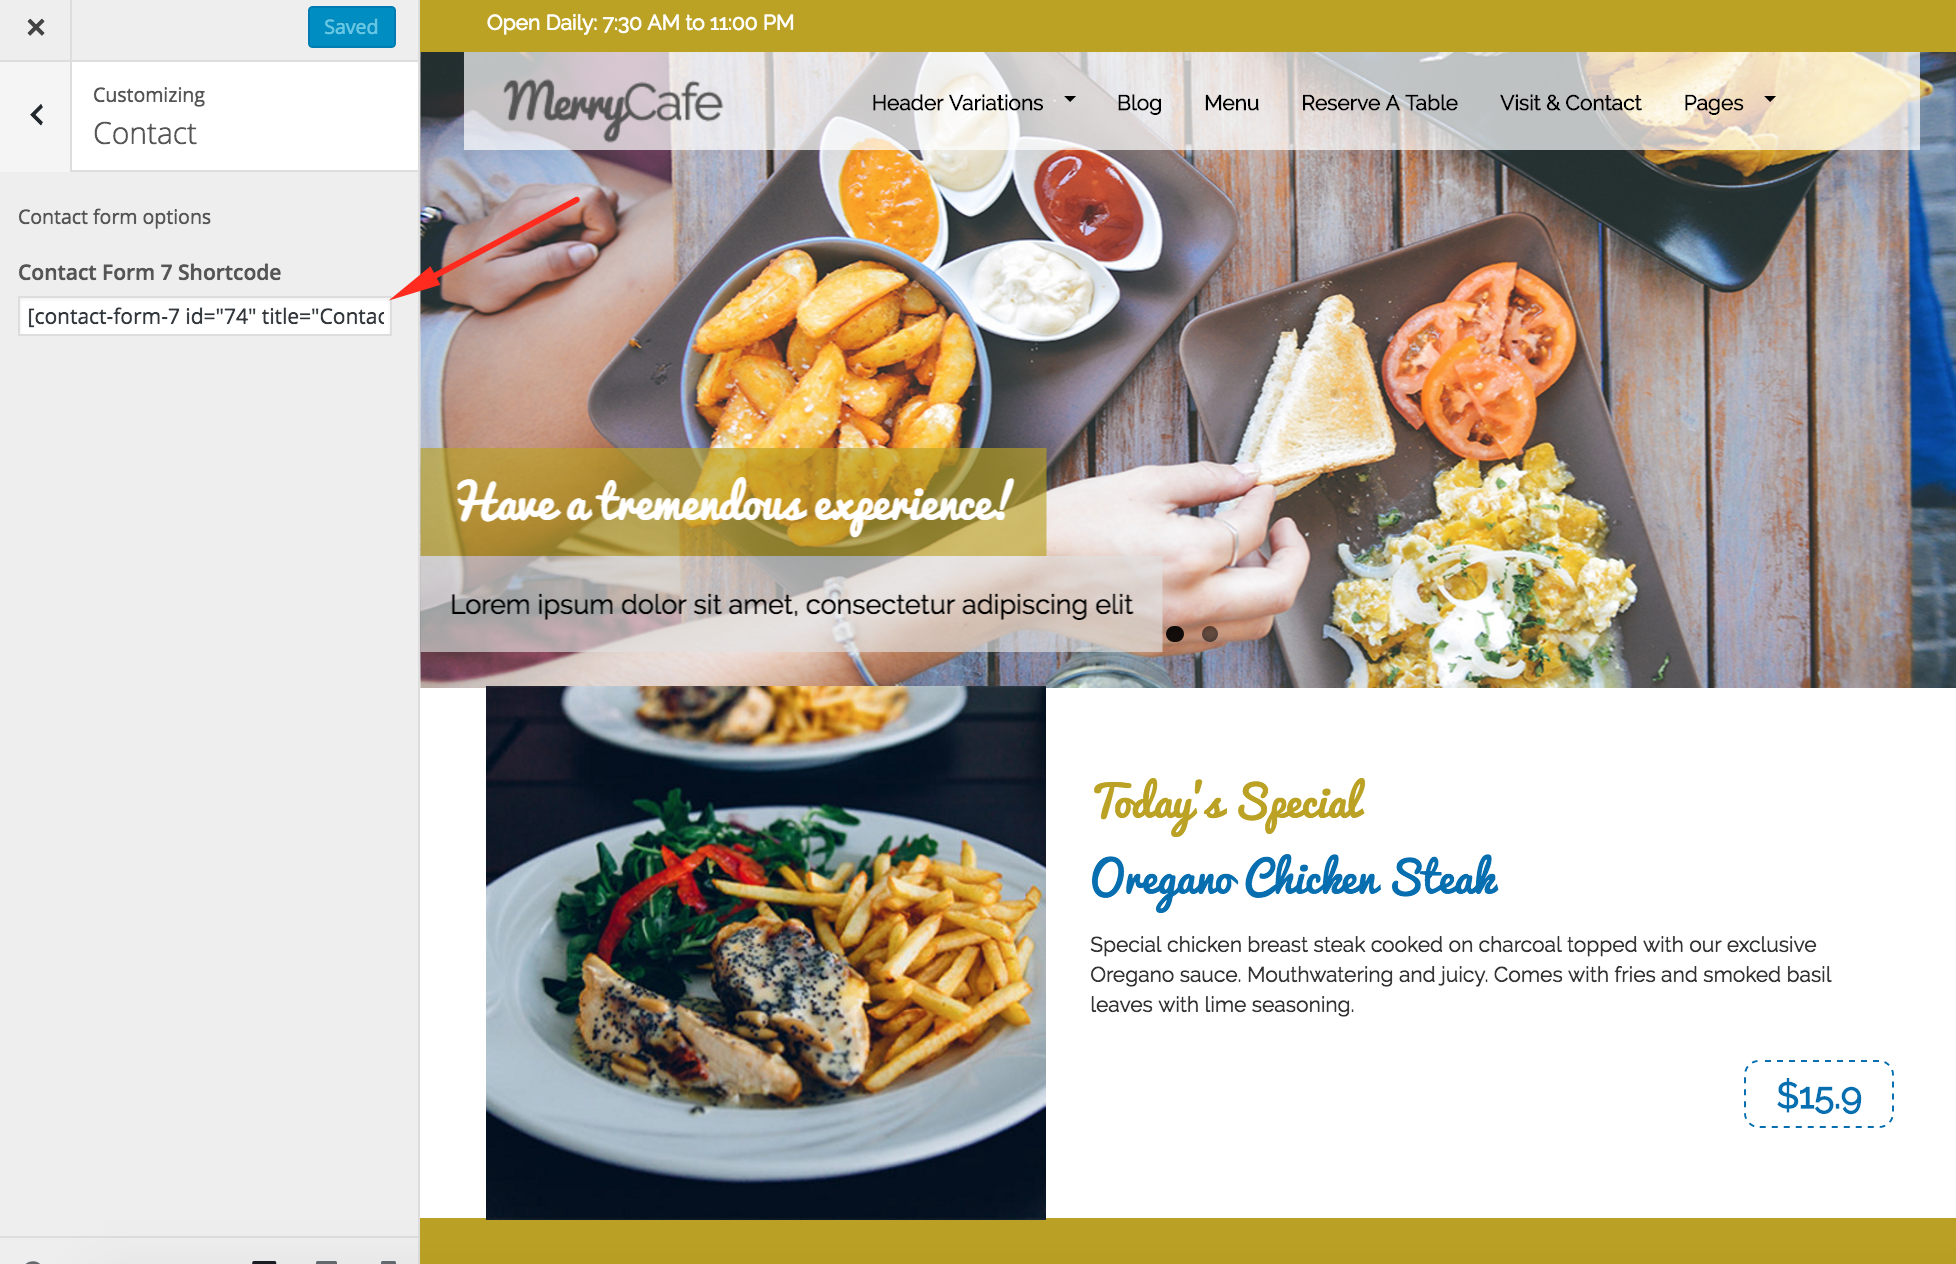 Saved
Customizing
Contact
Contact form options
Contact Form 7 Shortcode
[contact-form-7 id="74" title="Contac
Open Daily: 7:30 AM to 11:00 PM
MerryCafe
Header Variations Blog Menu Reserve A Table Visit & Contact Pages
Have a tremendous experience!
Lorem ipsum dolor sit amet, consectetur adipiscing elit
Today's Special
Oregano Chicken Steak
Special chicken breast steak cooked on charcoal topped with our exclusive
Oregano sauce. Mouthwatering and juicy. Comes with fries and smoked basil
leaves with lime seasoning.
$15.9